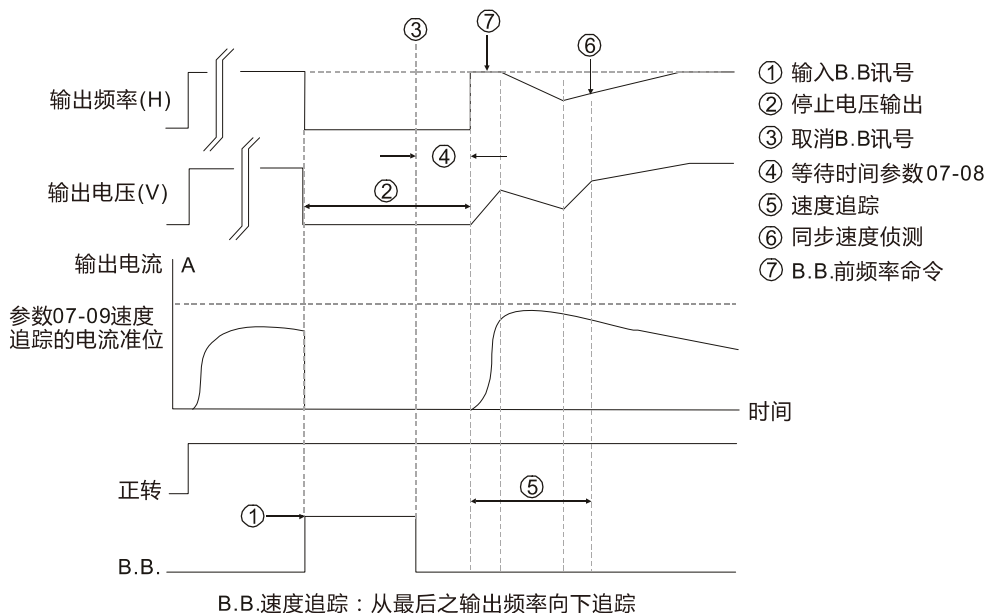 ③
⑦
⑥
输出频率(H)
④
②
输出电压(V)
输出电流 A
参数07-09速度
追踪的电流准位
时间
正转
⑤
①
B.B.
① 输入B.B讯号
② 停止电压输出
③ 取消B.B讯号
④ 等待时间参数07-08
⑤ 速度追踪
⑥ 同步速度侦测
⑦ B.B.前频率命令
B.B.速度追踪：从最后之输出频率向下追踪